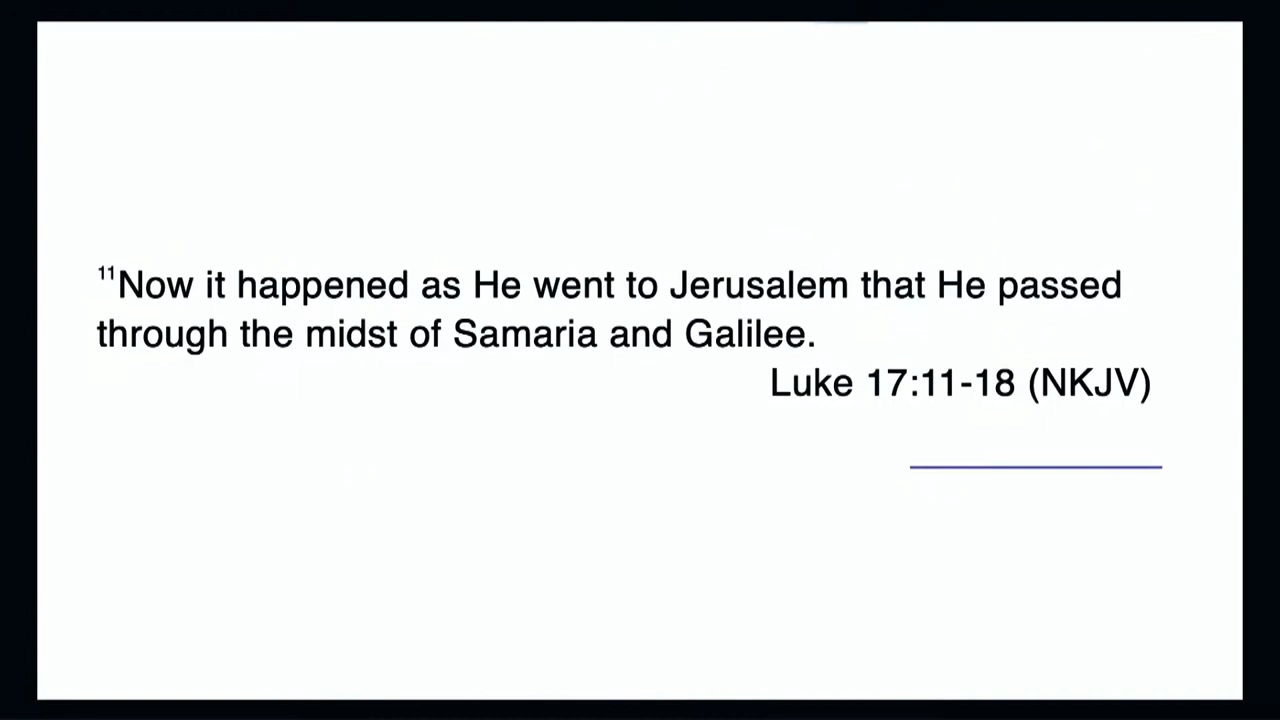 ¹¹Now it happened as He went to Jerusalem that He passed
through the midst of Samaria and Galilee.
Luke 17:11-18 (NKJV)